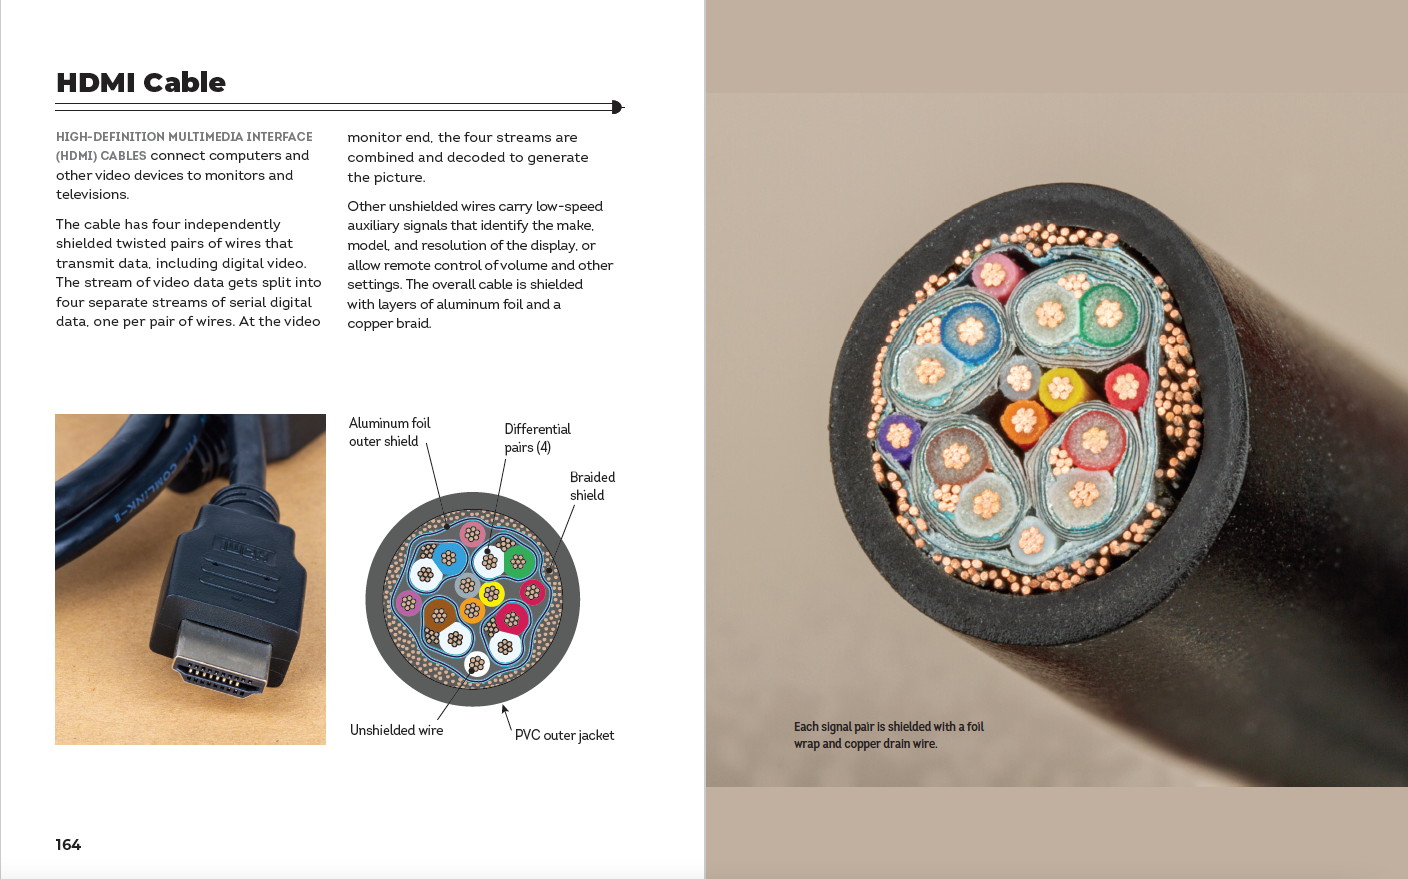 HDMI Cable
HIGH-DEFINITION MULTIMEDIA INTERFACE
(HDMI) CABLES connect computers and
other video devices to monitors and
televisions.
The cable has four independently
shielded twisted pairs of wires that
transmit data, including digital video.
The stream of video data gets split into
four separate streams of serial digital
data, one per pair of wires. At the video
monitor end, the four streams are
combined and decoded to generate
the picture.
Other unshielded wires carry low-speed
auxiliary signals that identify the make,
model, and resolution of the display, or
allow remote control of volume and other
settings. The overall cable is shielded
with layers of aluminum foil and a
copper braid.
COMLINK-II
HDMI
Aluminum foil
outer shield
Differential
pairs (4)
Braided
shield
Unshielded wire
PVC outer jacket
Each signal pair is shielded with a foil
wrap and copper drain wire.
164